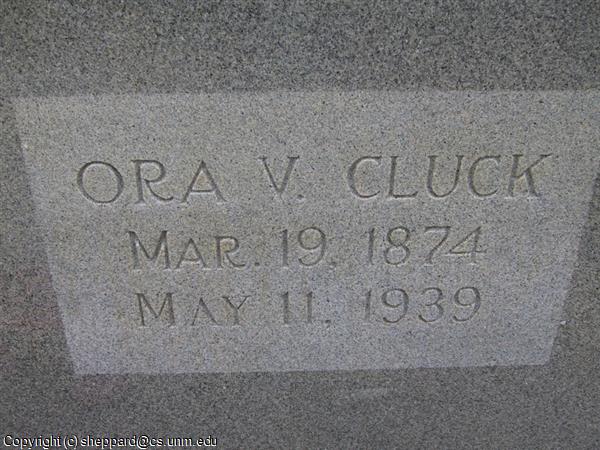 ORA V. CLUCK
MAR. 19, 1874
MAY 11, 1939
Copyright (c) sheppard@cs.unm.edu